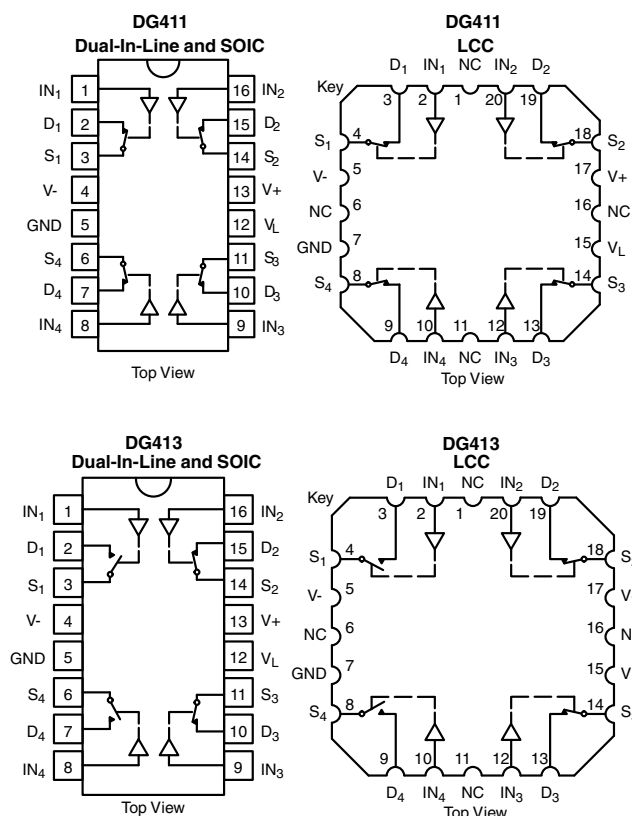 DG411
Dual-In-Line and SOIC
IN1 1 16 IN2
D1 2 15 D2
S1 3 14 S2
V- 4 13 V+
GND 5 12 VL
S4 6 11 S3
D4 7 10 D3
IN4 8 9 IN3
Top View
DG411
LCC
D1 IN1 NC IN2 D2
Key
3 2 1 20 19
S1 4 18 S2
V- 5 17 V+
NC 6 16 NC
GND 7 15 VL
S4 8 14 S3
9 10 11 12 13
D4 IN4 NC IN3 D3
Top View
DG413
Dual-In-Line and SOIC
IN1 1 16 IN2
D1 2 15 D2
S1 3 14 S2
V- 4 13 V+
GND 5 12 VL
S4 6 11 S3
D4 7 10 D3
IN4 8 9 IN3
Top View
DG413
LCC
D1 IN1 NC IN2 D2
Key
3 2 1 20 19
S1 4 18 S
V- 5 17 V
NC 6 16 N
GND 7 15 V
S4 8 14 S
9 10 11 12 13
D4 IN4 NC IN3 D3
Top View